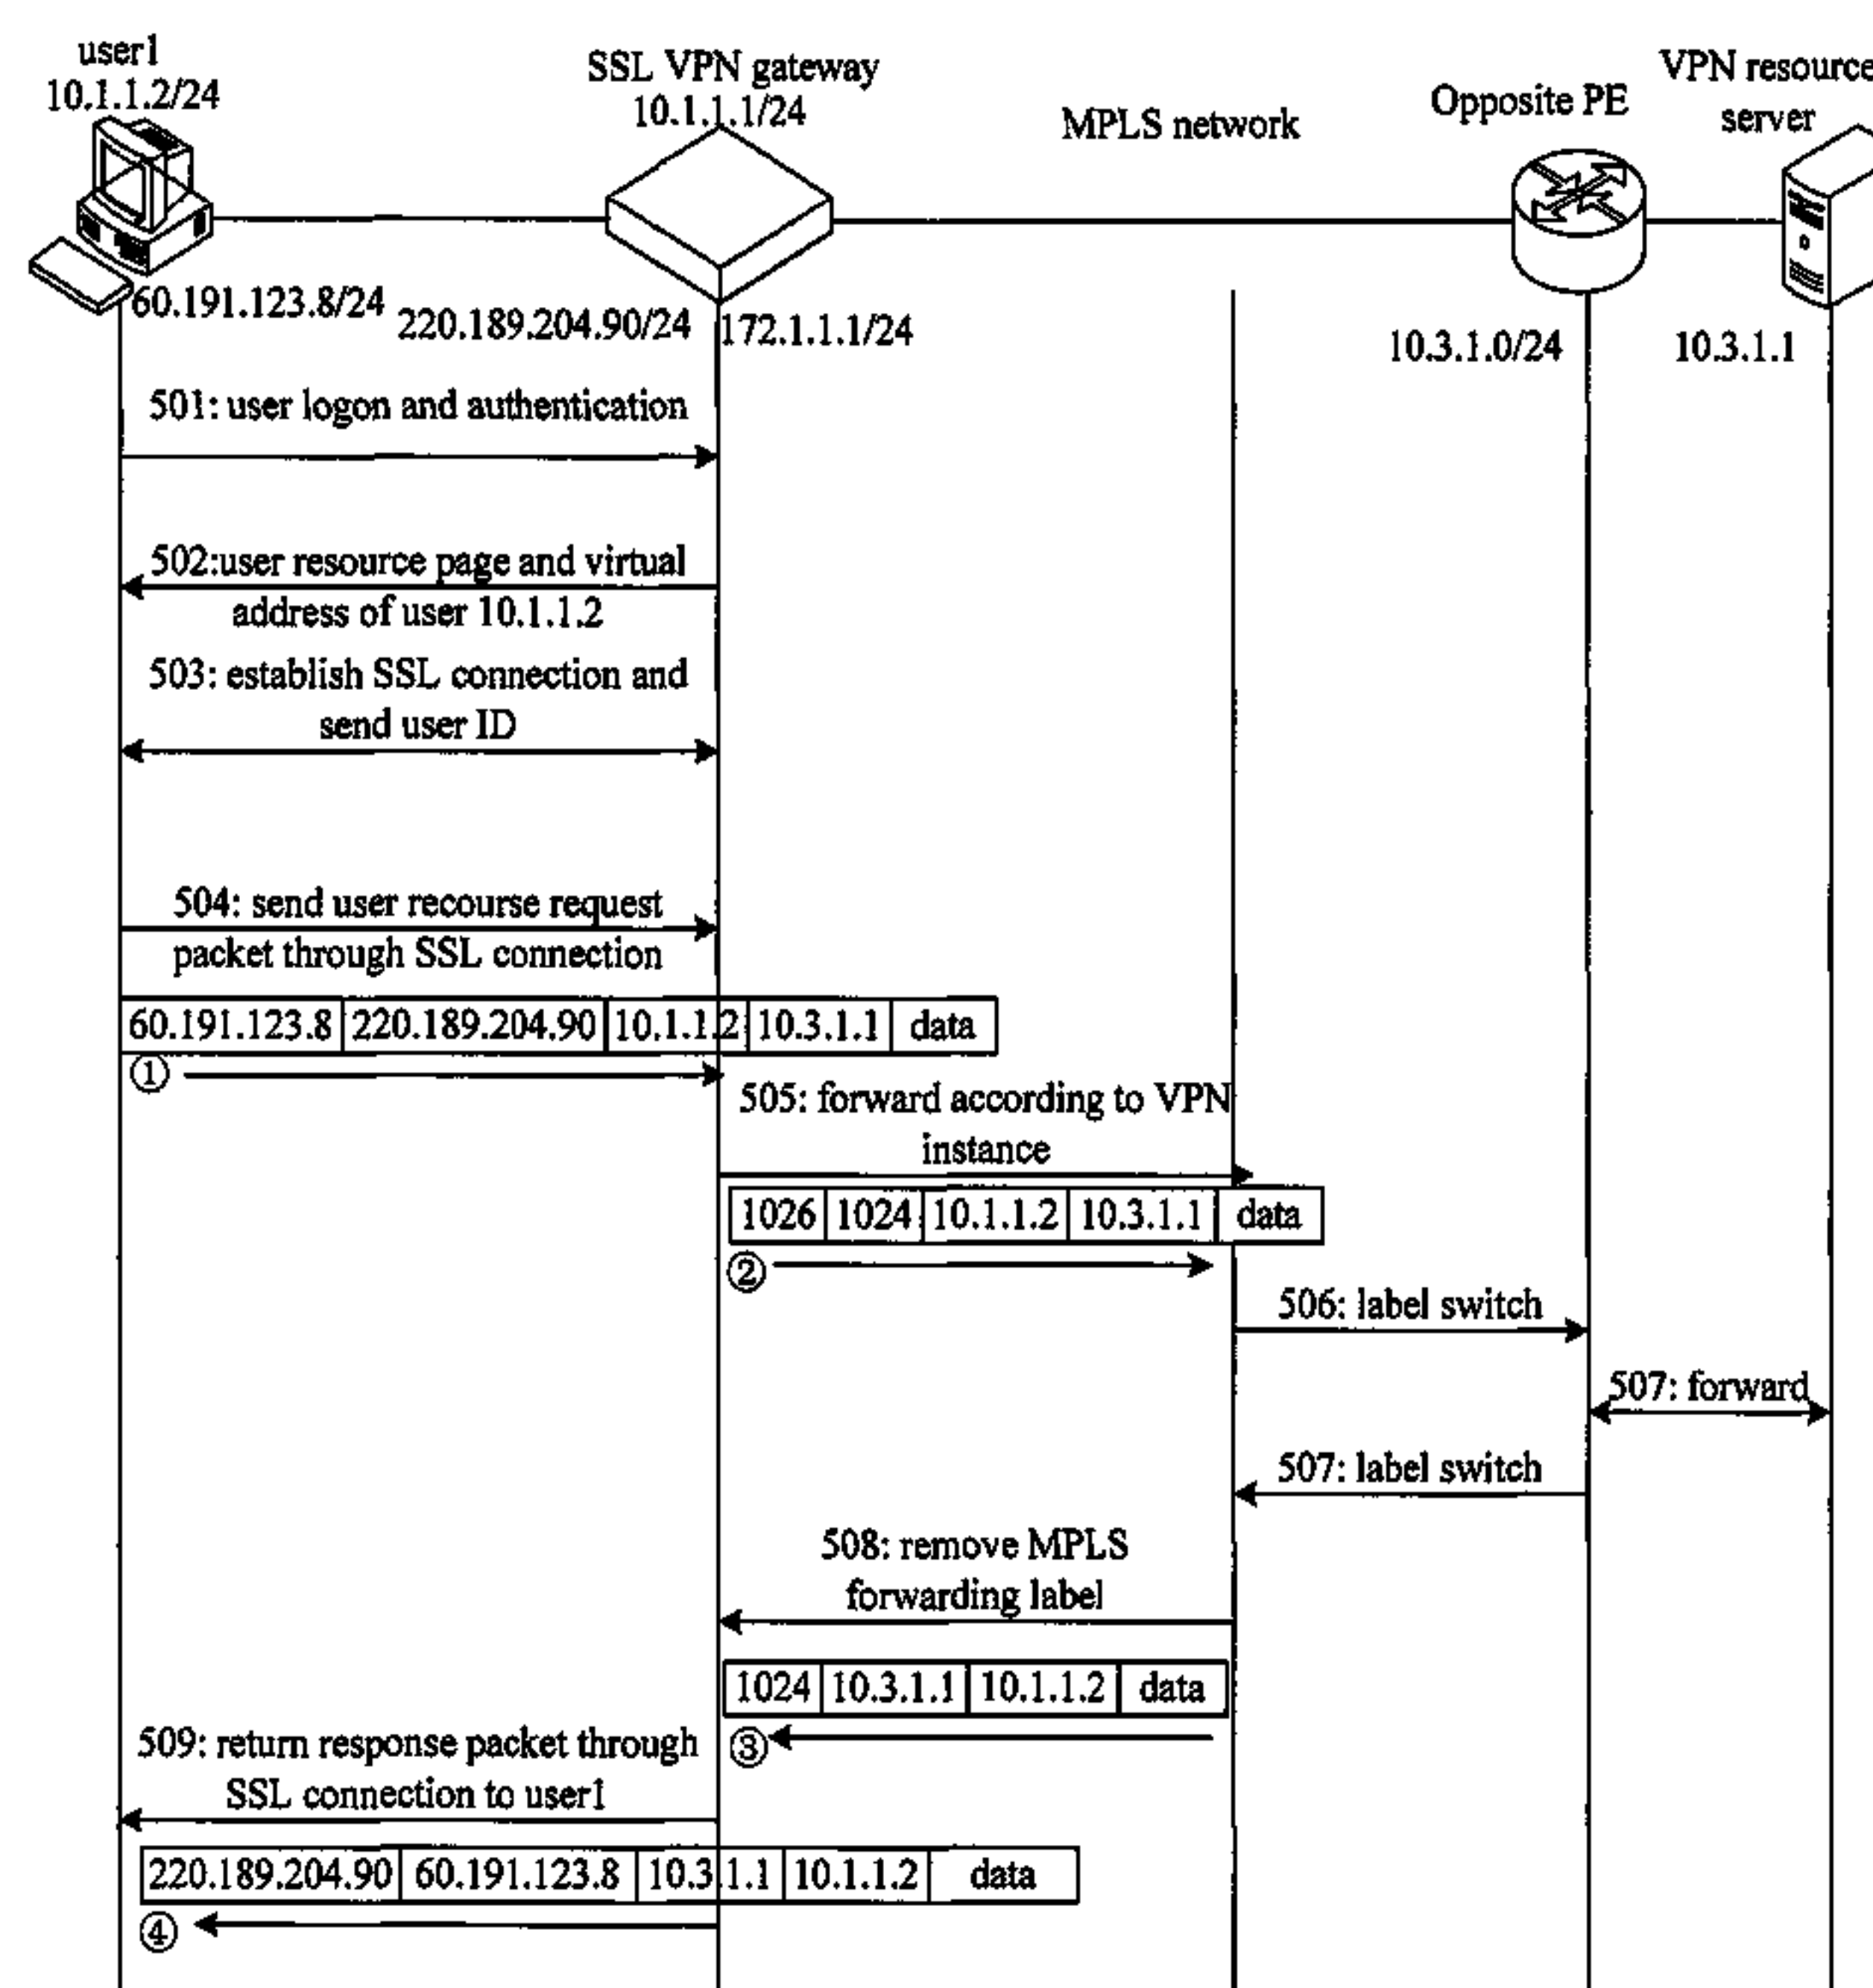 user1
10.1.1.2/24
SSL VPN gateway
10.1.1.1/24
MPLS network
Opposite PE
VPN resource
server
60.191.123.8/24
220.189.204.90/24
172.1.1.1/24
10.3.1.0/24
10.3.1.1
501: user logon and authentication
502:user resource page and virtual
address of user 10.1.1.2
503: establish SSL connection and
send user ID
504: send user recourse request
packet through SSL connection
60.191.123.8 220.189.204.90 10.1.1.2 10.3.1.1 data
①
505: forward according to VPN
instance
1026 1024 10.1.1.2 10.3.1.1 data
②
506: label switch
507: forward
507: label switch
508: remove MPLS
forwarding label
1024 10.3.1.1 10.1.1.2 data
③
509: return response packet through
SSL connection to user1
220.189.204.90 60.191.123.8 10.3.1.1 10.1.1.2 data
④